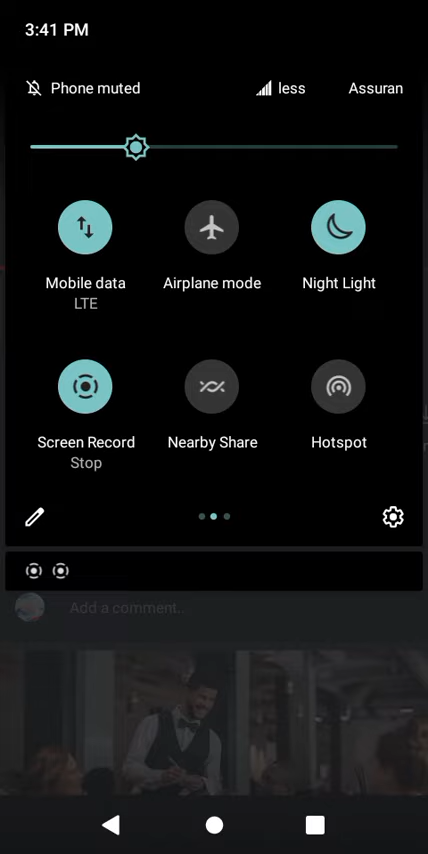 3:41 PM
Phone muted less Assuran
Mobile data Airplane mode Night Light
LTE
Screen Record Nearby Share Hotspot
Stop
Add a comment..